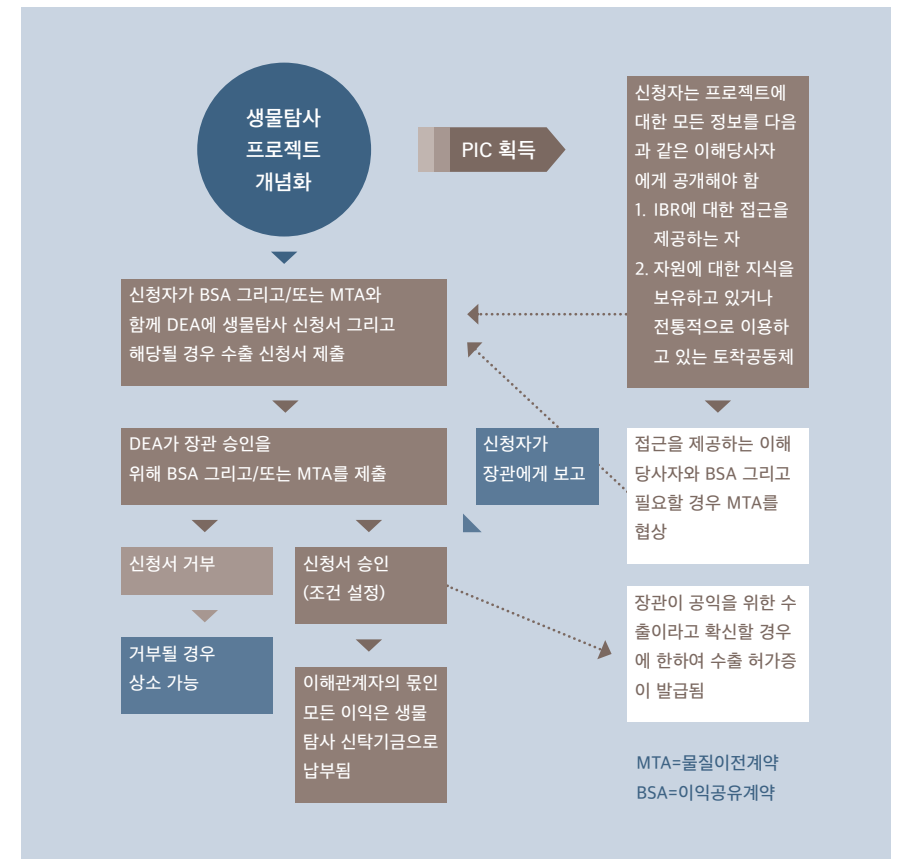 생물탐사
프로젝트
개념화
PIC 획득
신청자는 프로젝트에
대한 모든 정보를 다음
과 같은 이해당사자
에게 공개해야 함
1. IBR에 대한 접근을
제공하는 자
2. 자원에 대한 지식을
보유하고 있거나
전통적으로 이용하
고 있는 토착공동체
신청자가 BSA 그리고/또는 MTA와
함께 DEA에 생물탐사 신청서 그리고
해당될 경우 수출 신청서 제출
DEA가 장관 승인을
위해 BSA 그리고/또는 MTA를 제출
신청자가
장관에게 보고
접근을 제공하는 이해
당사자와 BSA 그리고
필요할 경우 MTA를
협상
신청서 거부
신청서 승인
(조건 설정)
장관이 공익을 위한 수
출이라고 확신할 경우
에 한하여 수출 허가증
이 발급됨
거부될 경우
상소 가능
이해관계자의 몫인
모든 이익은 생물
탐사 신탁기금으로
납부됨
MTA=물질이전계약
BSA=이익공유계약